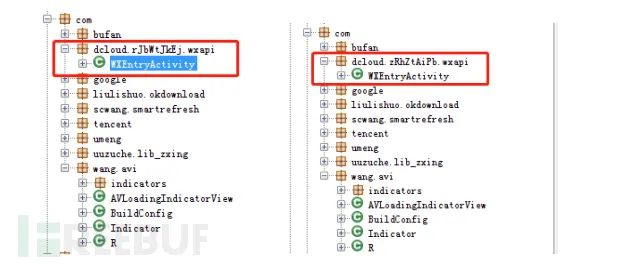 com
bufan
dcloud.rJbWtJkEj.wxapi
WXEntryActivity
google
liulishuo.okdownload
scwang.smartrefresh
tencent
umeng
uuzuche.lib_zxing
wang.avi
indicators
AVLoadingIndicatorView
BuildConfig
Indicator
R
com
bufan
dcloud.zRhZtAiPb.wxapi
WXEntryActivity
google
liulishuo.okdownload
scwang.smartrefresh
tencent
umeng
uuzuche.lib_zxing
wang.avi
indicators
AVLoadingIndicatorView
BuildConfig
Indicator
R
FREEBUF